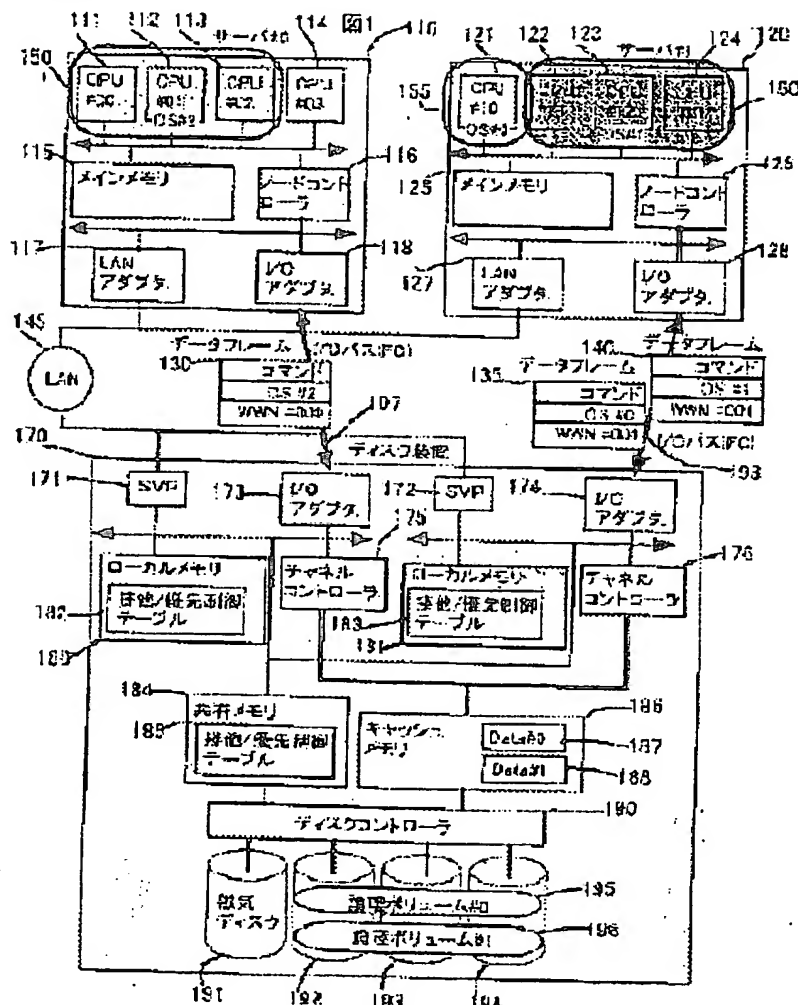 図1
111
112
113
114
110
サーバ#0
150
CPU
#00
CPU
CPU
#02
CPU
#03
115
116
メインメモリ
ノードコント
ローラ
117
118
LAN
アダプタ
I/O
アダプタ
121
122
123
124
120
155
CPU
#10
160
125
メインメモリ
ノードコント
ローラ
127
128
LAN
アダプタ
I/O
アダプタ
145
LAN
データフレーム
I/Oパス(FC)
130
コマンド
OS #2
107
データフレーム
135
コマンド
OS #0
WWN #001
データフレーム
140
コマンド
OS #1
WWN #001
I/Oパス(FC)
170
ディスク装置
171
SVP
173
I/O
アダプタ
172
SVP
174
I/O
アダプタ
175
176
ローカルメモリ
排他/優先制御
テーブル
182
チャネル
コントローラ
ローカルメモリ
排他/優先制御
テーブル
183
181
チャネル
コントローラ
184
共有メモリ
185
排他/優先制御
テーブル
186
キャッシュ
メモリ
Data#0
187
Data#1
188
190
ディスクコントローラ
磁気
ディスク
論理ボリューム#0
195
論理ボリューム#1
196
191
192
193
194